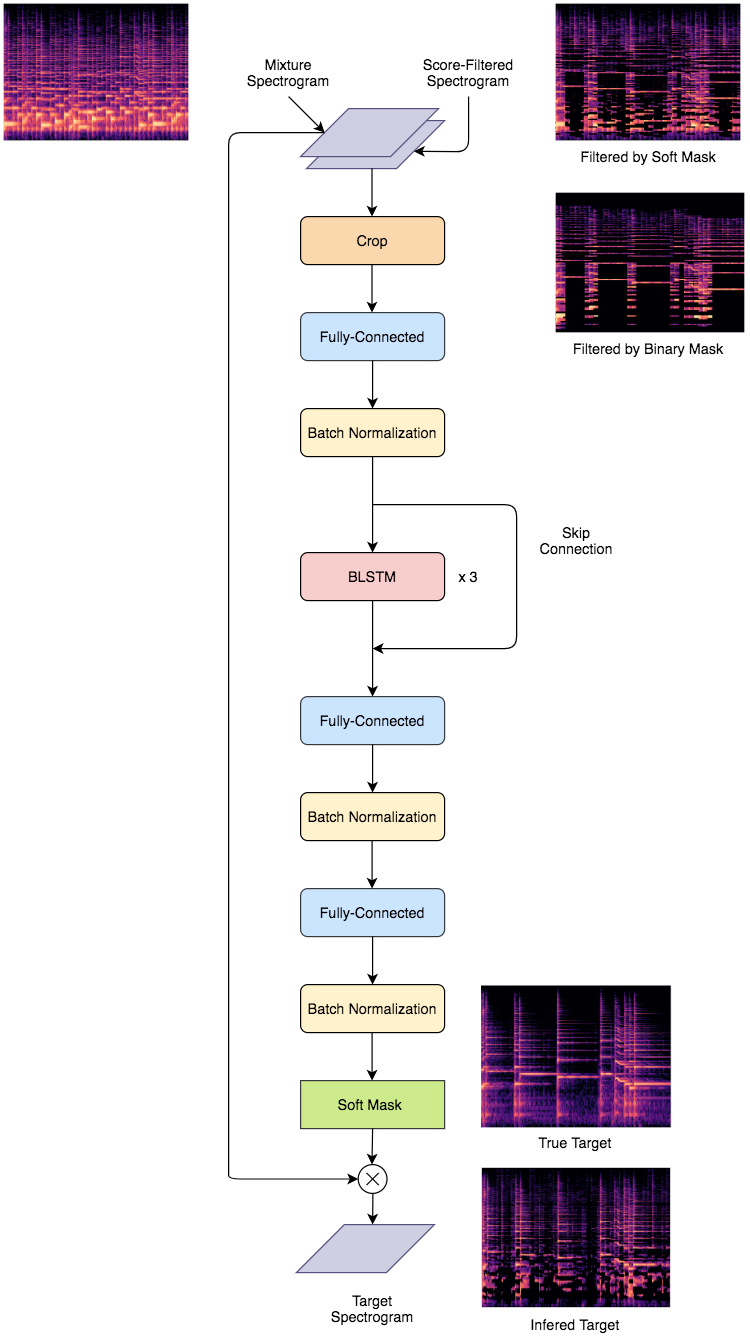 Mixture
Spectrogram
Score-Filtered
Spectrogram
Filtered by Soft Mask
Crop
Filtered by Binary Mask
Fully-Connected
Batch Normalization
Skip
Connection
BLSTM
x 3
Fully-Connected
Batch Normalization
Fully-Connected
Batch Normalization
Soft Mask
True Target
Target
Spectrogram
Infered Target